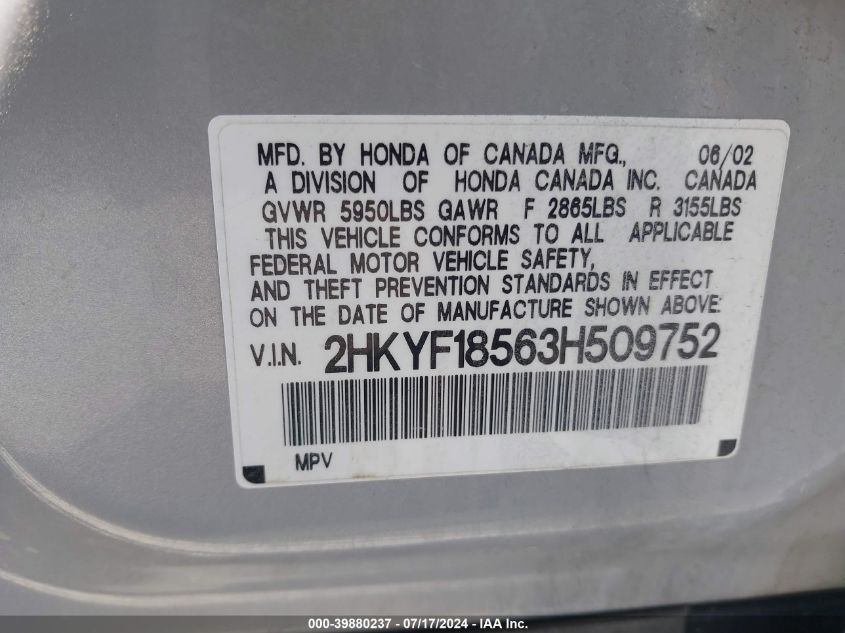 MFD. BY HONDA OF CANADA MFG., 06/02
A DIVISION OF HONDA CANADA INC. CANADA
GVWR 5950LBS GAWR F 2865LBS R 3155LBS
THIS VEHICLE CONFORMS TO ALL APPLICABLE
FEDERAL MOTOR VEHICLE SAFETY,
AND THEFT PREVENTION STANDARDS IN EFFECT
ON THE DATE OF MANUFACTURE SHOWN ABOVE:
V.I.N. 2HKYF18563H509752
MPV
000-39880237 - 07/17/2024 - IAA Inc.